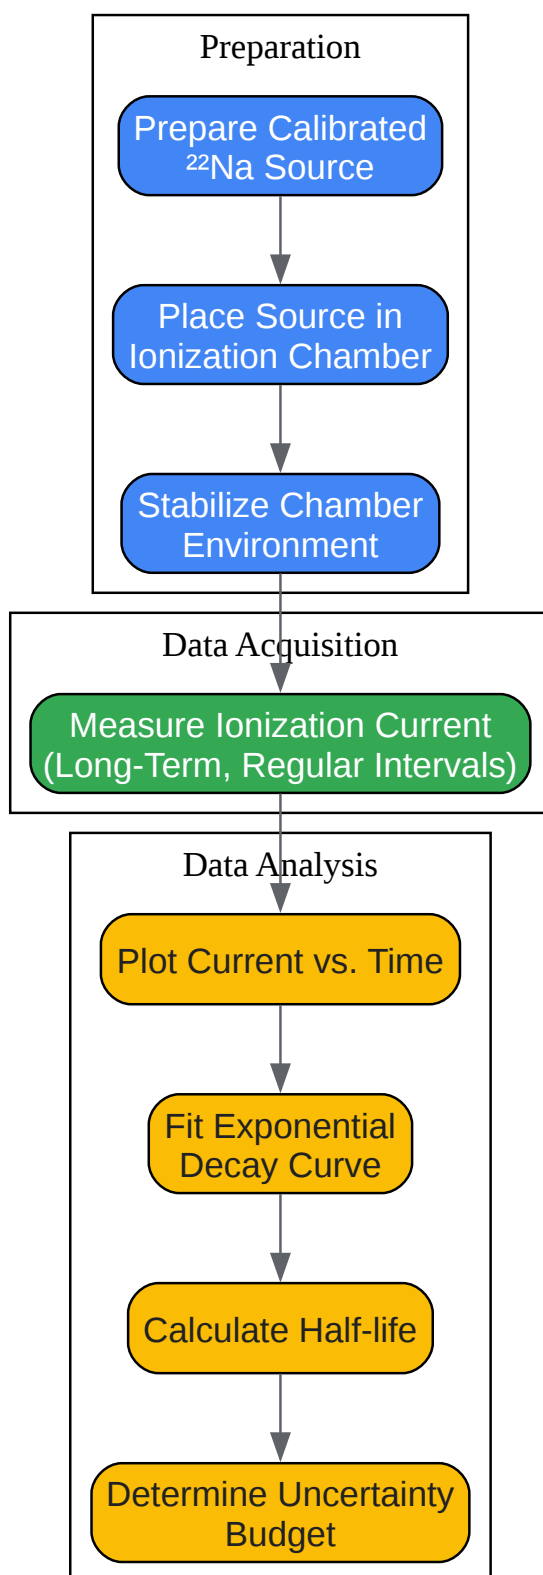 Preparation
Prepare Calibrated
²²Na Source
Place Source in
Ionization Chamber
Stabilize Chamber
Environment
Data Acquisition
Measure Ionization Current
(Long-Term, Regular Intervals)
Data Analysis
Plot Current vs. Time
Fit Exponential
Decay Curve
Calculate Half-life
Determine Uncertainty
Budget